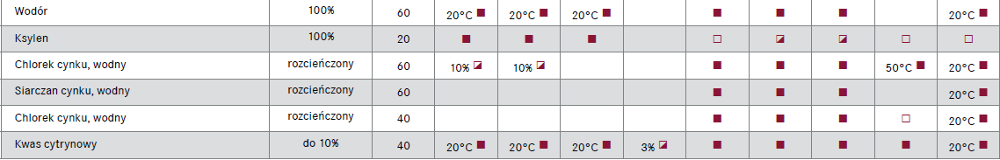 Wodór 100% 60 20°C ■ 20°C ■ 20°C ■ ■ ■ ■ 20°C ■
Ksylen 100% 20 ■ ■ ■ □ ◪ ◪ □ □
Chlorek cynku, wodny rozcieńczony 60 10% ◪ 10% ◪ ■ ■ ■ 50°C ■ 20°C ■
Siarczan cynku, wodny rozcieńczony 60 ■ ■ ■ 20°C ■
Chlorek cynku, wodny rozcieńczony 40 ■ ■ ■ □ 20°C ■
Kwas cytrynowy do 10% 40 20°C ■ 20°C ■ 20°C ■ 3% ◪ ■ ■ ■ ■ 20°C ■